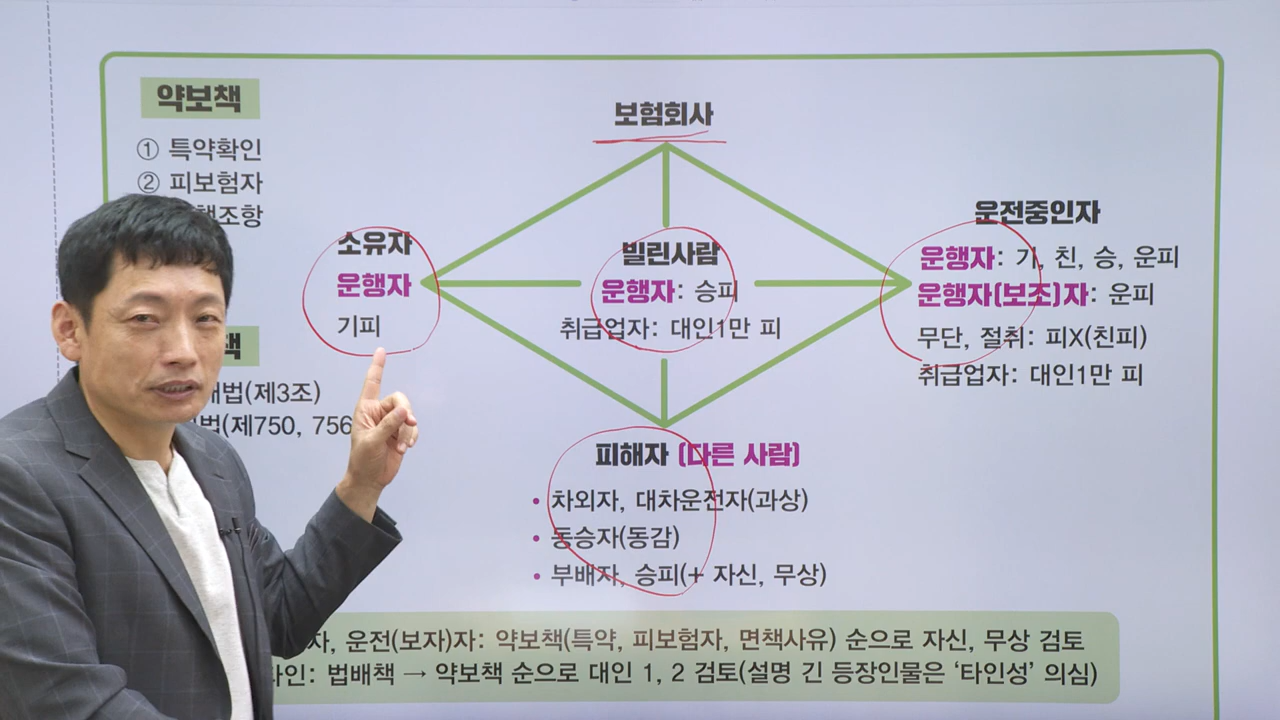 약보책
① 특약확인
② 피보험자
책조항
책
해법(제3조)
법(제750, 756
보험회사
소유자
운행자
기피
빌린사람
운행자: 승피
취급업자: 대인1만 피
운전중인자
운행자: 기, 친, 승, 운피
운행자(보조)자: 운피
무단, 절취: 피X(친피)
취급업자: 대인1만 피
피해자 (다른 사람)
• 차외자, 대차운전자(과상)
• 동승자(동감)
• 부배자, 승피(+ 자신, 무상)
자, 운전(보자)자: 약보책(특약, 피보험자, 면책사유) 순으로 자신, 무상 검토
타인: 법배책 → 약보책 순으로 대인 1, 2 검토(설명 긴 등장인물은 ‘타인성’ 의심)